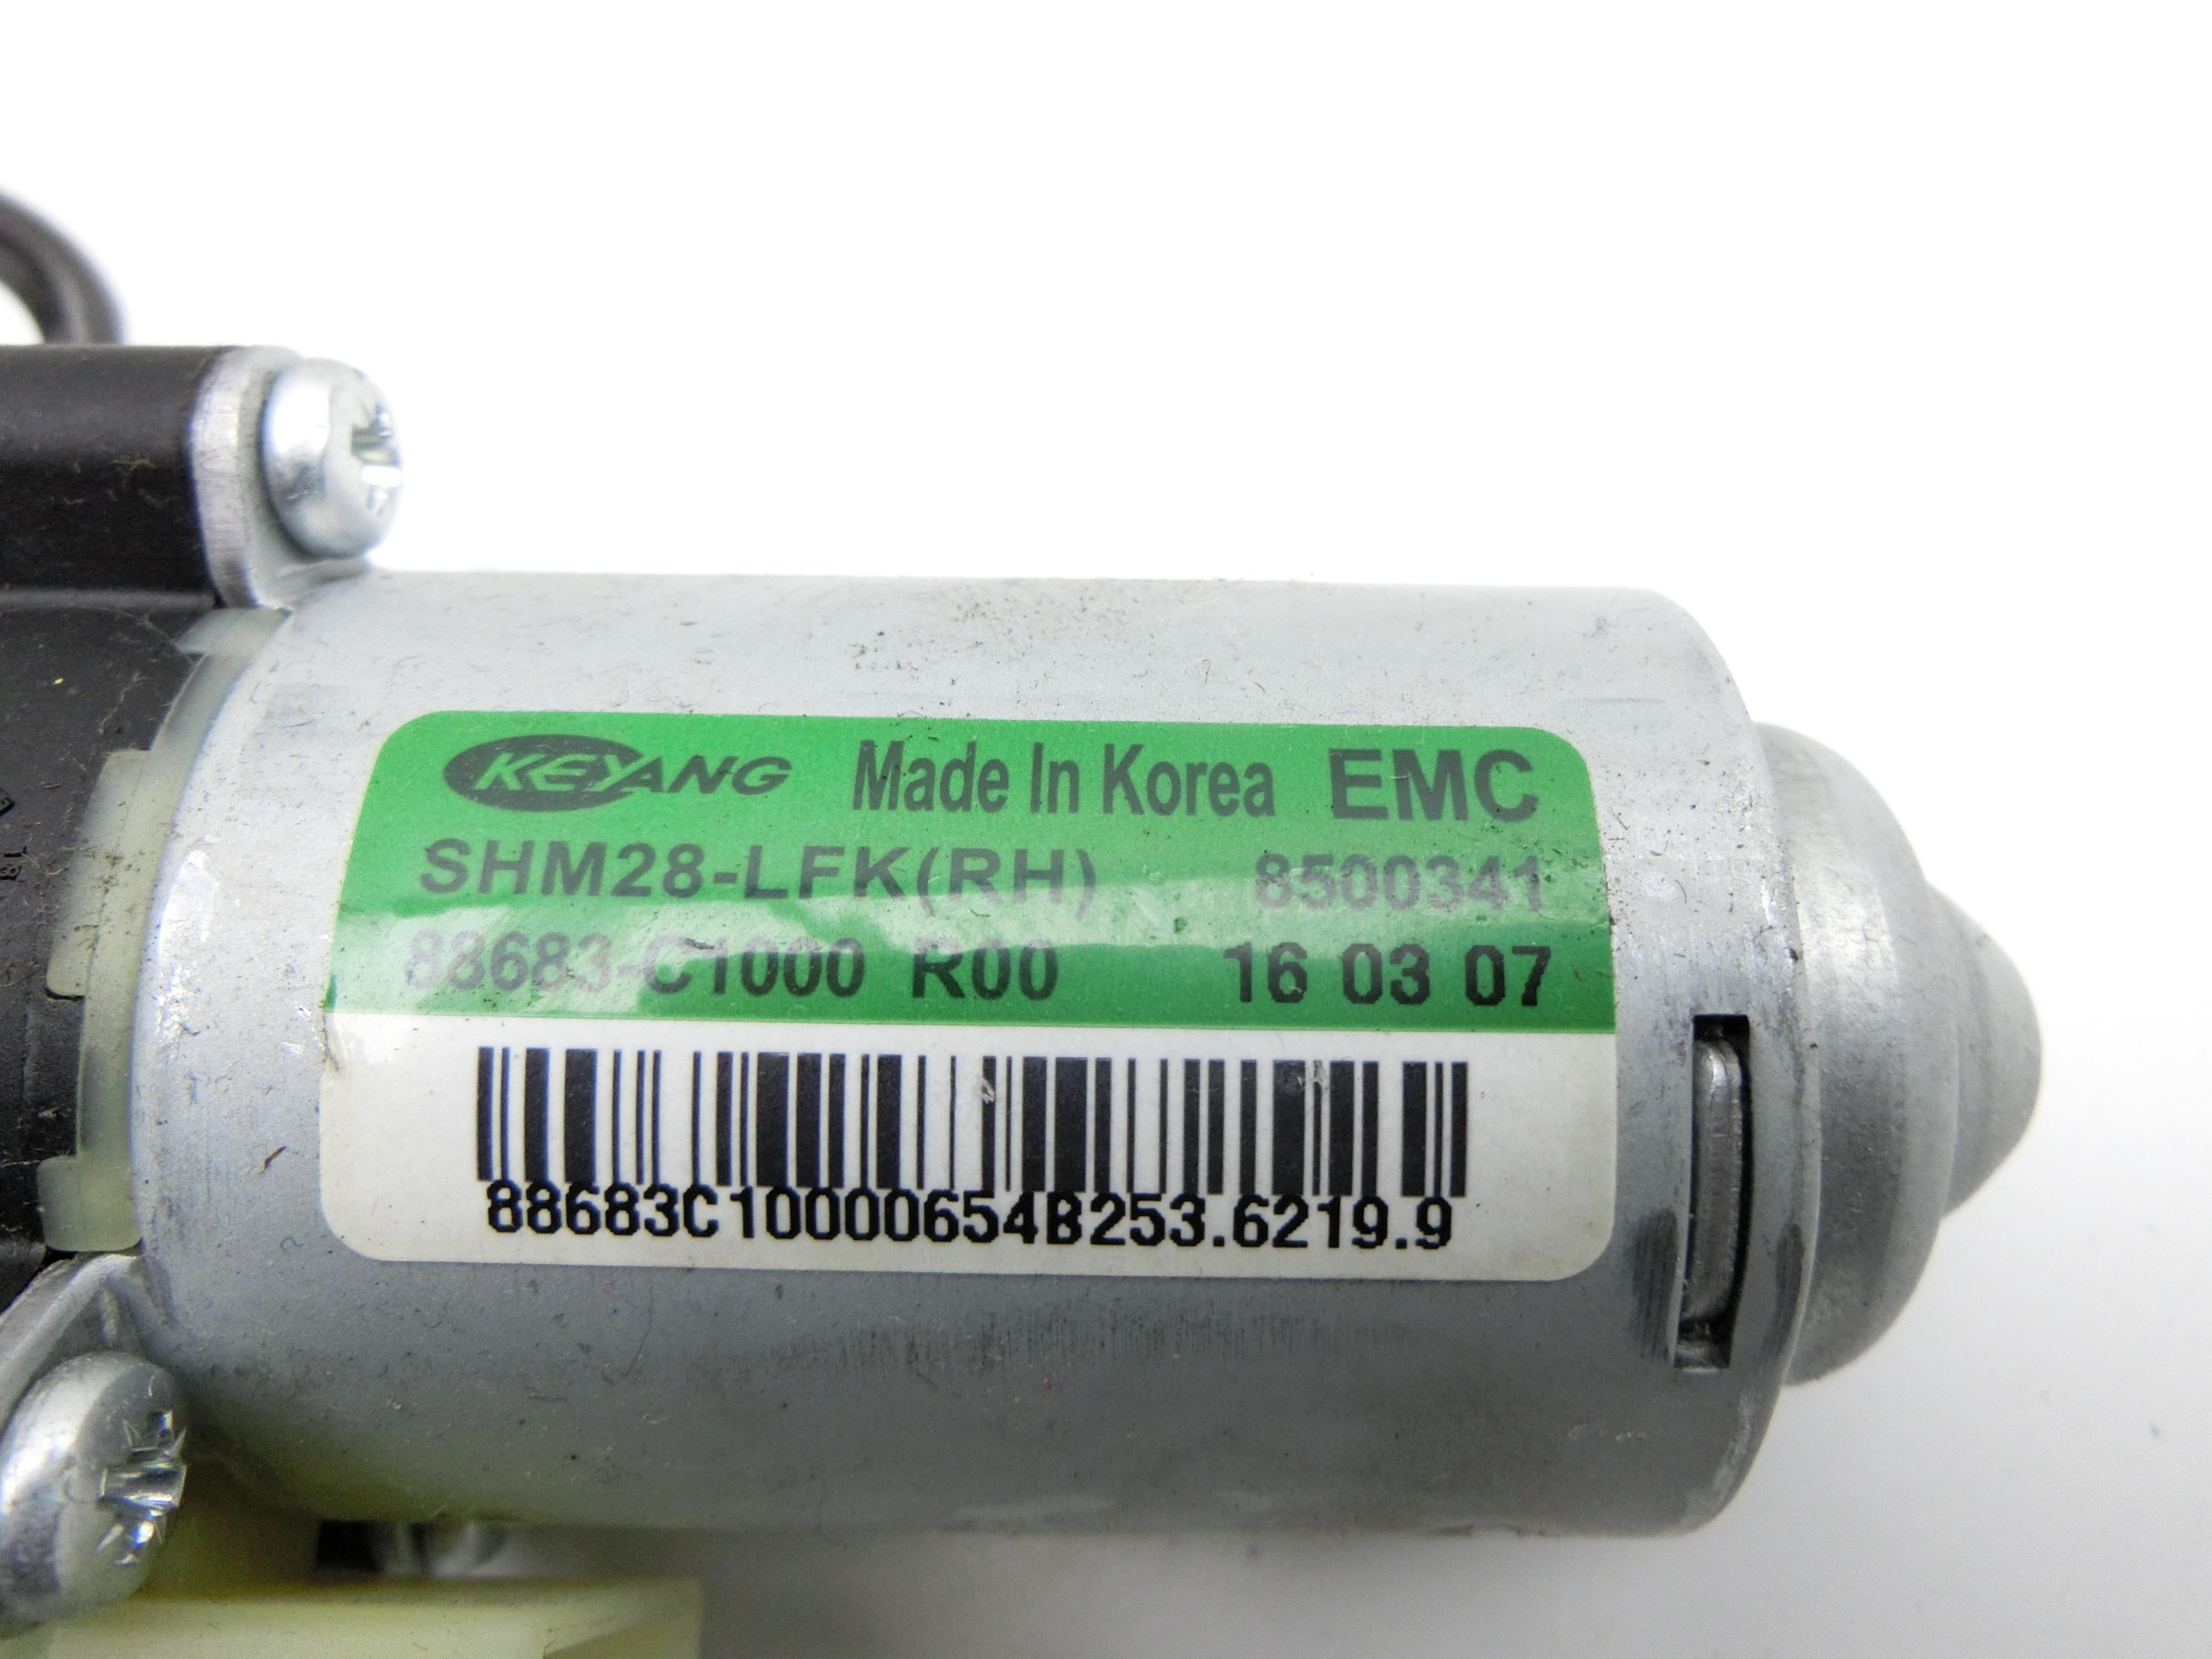 KEYANG Made In Korea EMC
SHM28-LFK(RH) 8500341
88683-C1000 R00 16 03 07
88683C10000654B253.6219.9